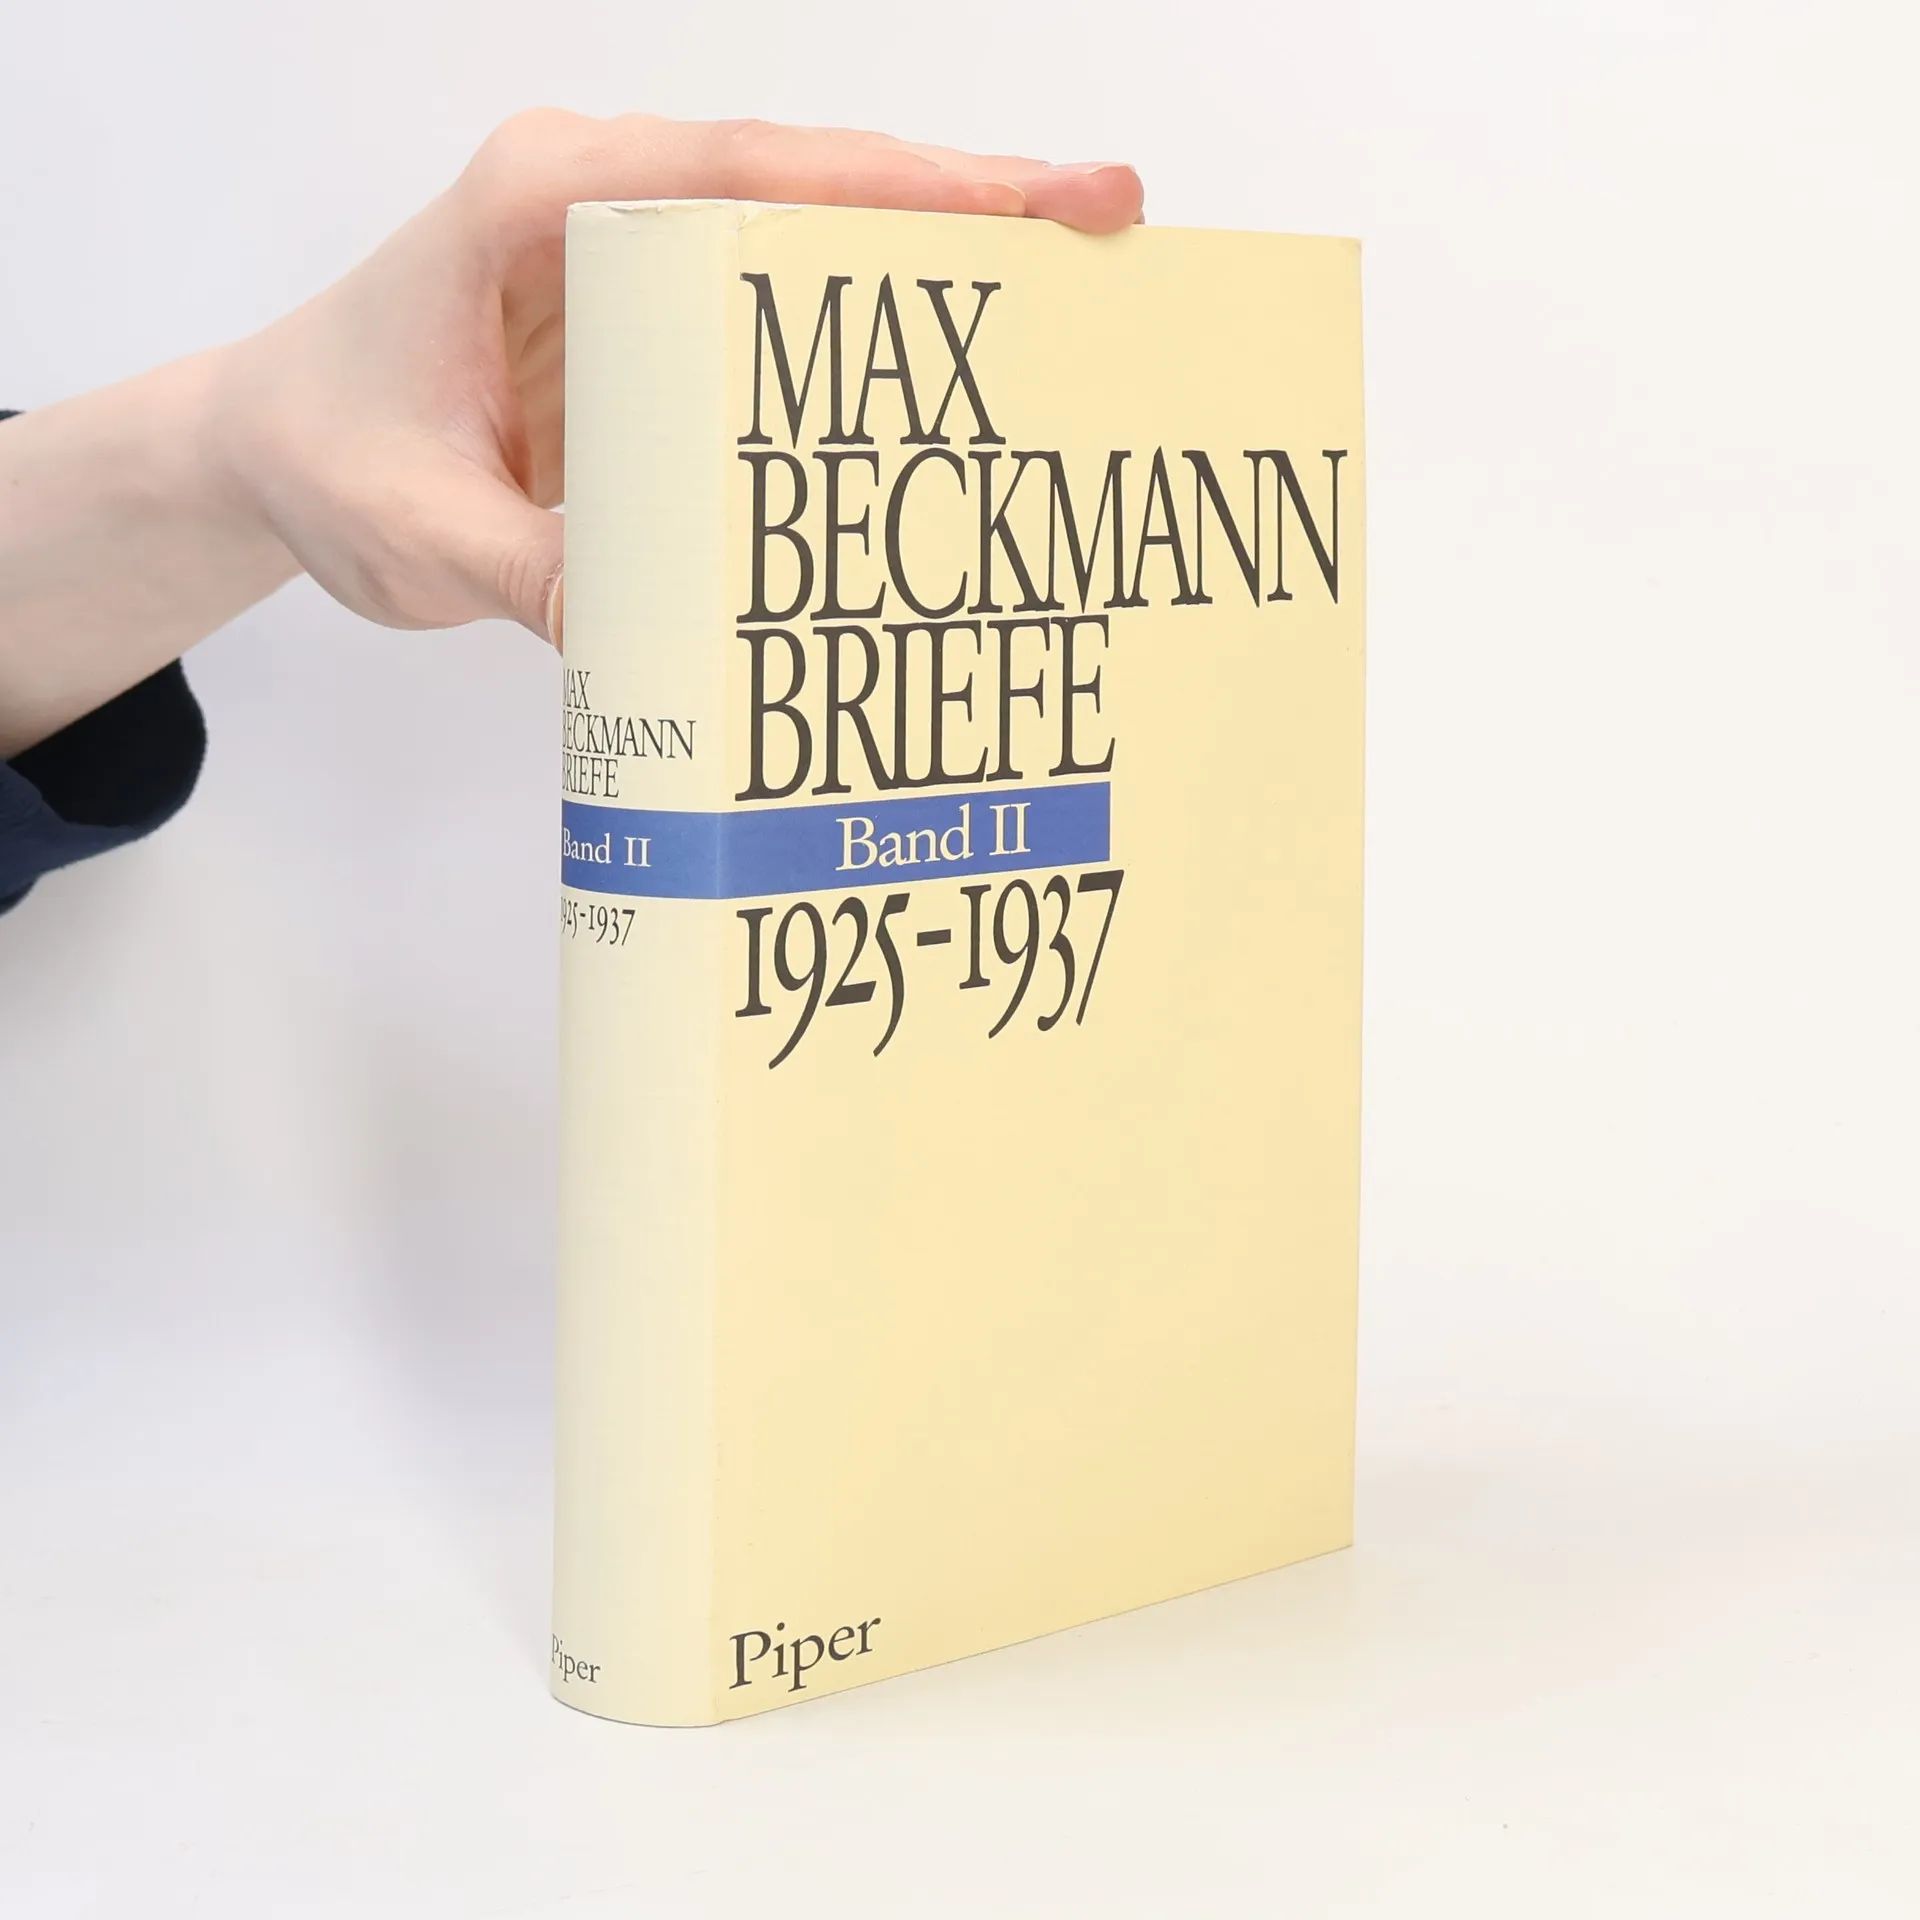 MAX
BECKMANN
BRIEFE
Band II
1925-1937
Piper
MAX
BECKMANN
BRIEFE
Band II
1925-1937
Piper